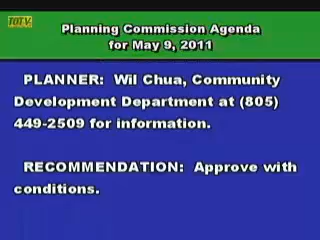 TOTV
Planning Commission Agenda
for May 9, 2011
PLANNER: Wil Chua, Community
Development Department at (805)
449-2509 for information.
RECOMMENDATION: Approve with
conditions.